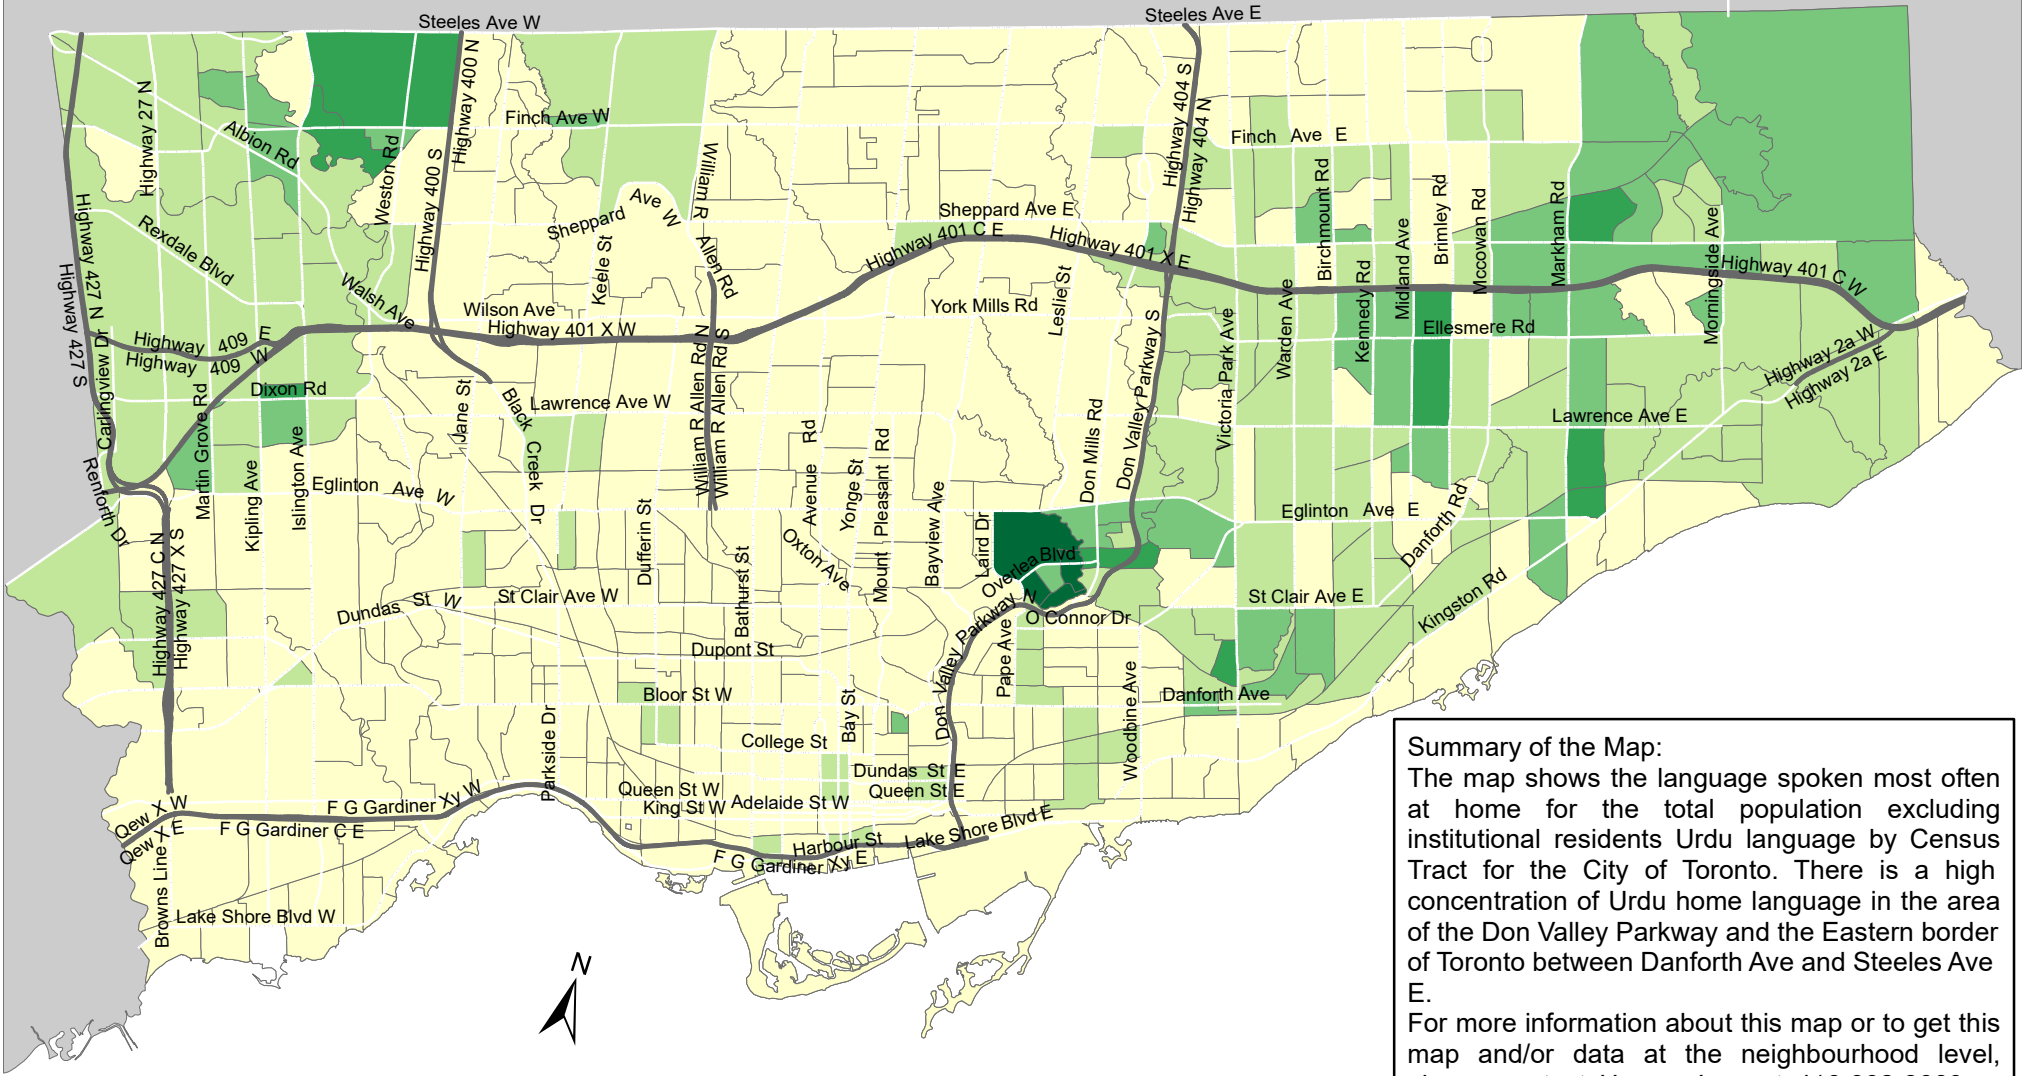 Steeles Ave W
Steeles Ave E
Highway 400 N
Highway 404 S
Highway 404 N
Highway 27 N
Finch Ave W
Finch Ave E
Albion Rd
Weston Rd
Highway 400 S
William R
Allen Rd
Sheppard Ave W
Keele St
Sheppard Ave E
Highway 401 C E
Highway 401 X E
Birchmount Rd
Midland Ave
Brimley Rd
Mccowan Rd
Markham Rd
Morningside Ave
Highway 401 C W
Highway 427 N
Highway 427 S
Rexdale Blvd
Walsh Ave
Wilson Ave
Highway 401 X W
York Mills Rd
Leslie St
Warden Ave
Kennedy Rd
Ellesmere Rd
Highway 2a W
Highway 2a E
Highway 409 E
Highway 409 W
Carlingview Dr
Dixon Rd
Martin Grove Rd
Kipling Ave
Islington Ave
Jane St
Black Creek Dr
Lawrence Ave W
William R Allen Rd N
William R Allen Rd S
Avenue Rd
Yonge St
Mount Pleasant Rd
Bayview Ave
Don Mills Rd
Don Valley Parkway S
Victoria Park Ave
Lawrence Ave E
Renforth Dr
Eglinton Ave W
Eglinton Ave E
Danforth Rd
Highway 427 C N
Highway 427 X S
Dufferin St
Bathurst St
Oxton Ave
Laird Dr
Overlea Blvd
Dundas St W
St Clair Ave W
St Clair Ave E
Kingston Rd
Don Valley Parkway N
O Connor Dr
Pape Ave
Dupont St
Woodbine Ave
Danforth Ave
Bloor St W
Parkside Dr
Bay St
College St
Dundas St E
Queen St E
Queen St W
King St W
Adelaide St W
Qew X W
Qew X E
F G Gardiner Xy W
F G Gardiner C E
Harbour St
Lake Shore Blvd E
F G Gardiner Xy E
Browns Line
Lake Shore Blvd W
N
Summary of the Map:
The map shows the language spoken most often
at home for the total population excluding
institutional residents Urdu language by Census
Tract for the City of Toronto. There is a high
concentration of Urdu home language in the area
of the Don Valley Parkway and the Eastern border
of Toronto between Danforth Ave and Steeles Ave
E.
For more information about this map or to get this
map and/or data at the neighbourhood level,